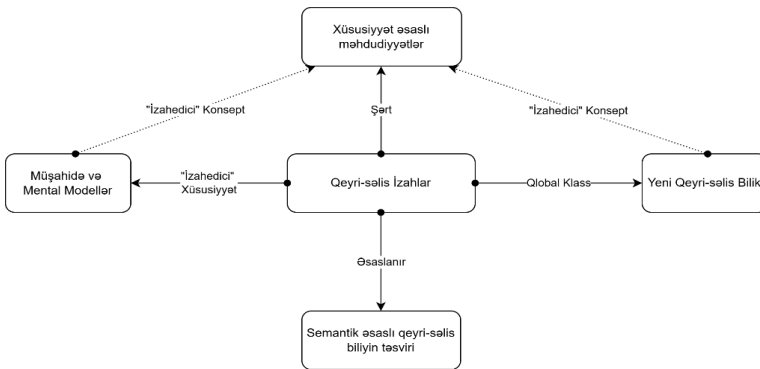 Xüsusiyyət əsaslı
məhdudiyyətlər
"İzahedici" Konsept
Şərt
"İzahedici" Konsept
Müşahidə və
Mental Modellər
"İzahedici"
Xüsusiyyət
Qeyri-səlis İzahlar
Qlobal Klass
Yeni Qeyri-səlis Bilik
Əsaslanır
Semantik əsaslı qeyri-səlis
biliyin təsviri